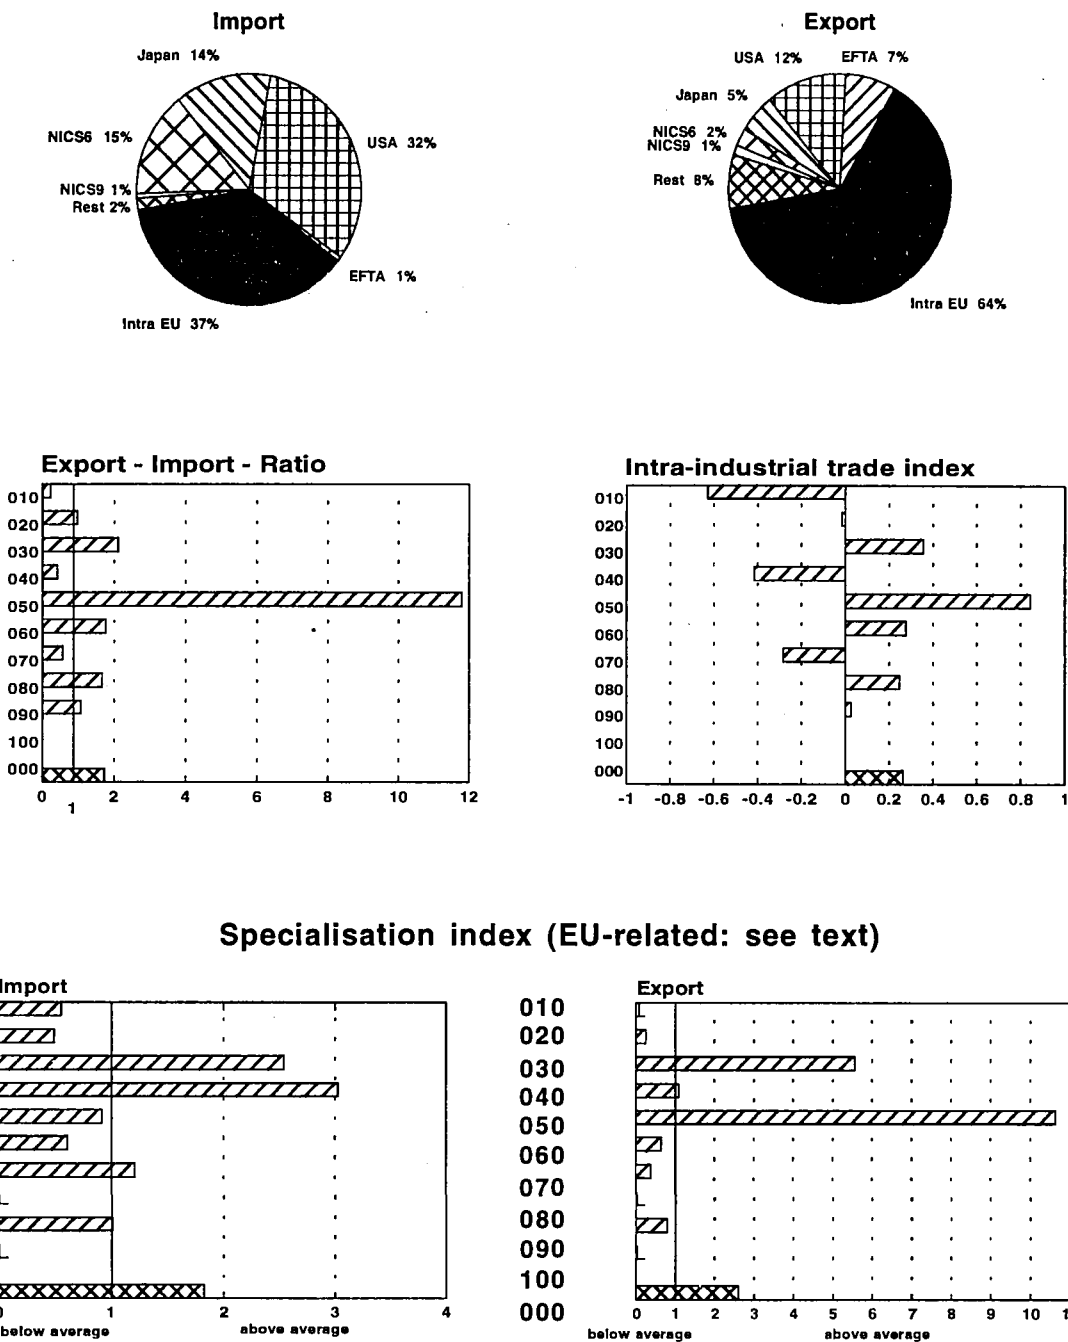 Import
Export
Japan 14%
USA 12%
EFTA 7%
Japan 5%
NICS6 15%
USA 32%
NICS6 2%
NICS9 1%
Rest 8%
NICS9 1%
Rest 2%
EFTA 1%
Intra EU 64%
Intra EU 37%
Export - Import - Ratio
010
020
030
040
050
060
070
080
090
100
000
0 2 4 6 8 10 12
1
Intra-industrial trade index
010
020
030
040
050
060
070
080
090
100
000
-1 -0.8 -0.6 -0.4 -0.2 0 0.2 0.4 0.6 0.8 1
Specialisation index (EU-related: see text)
Import
0 1 2 3 4
below average above average
010
020
030
040
050
060
070
080
090
100
000
Export
0 1 2 3 4 5 6 7 8 9 10
below average above average